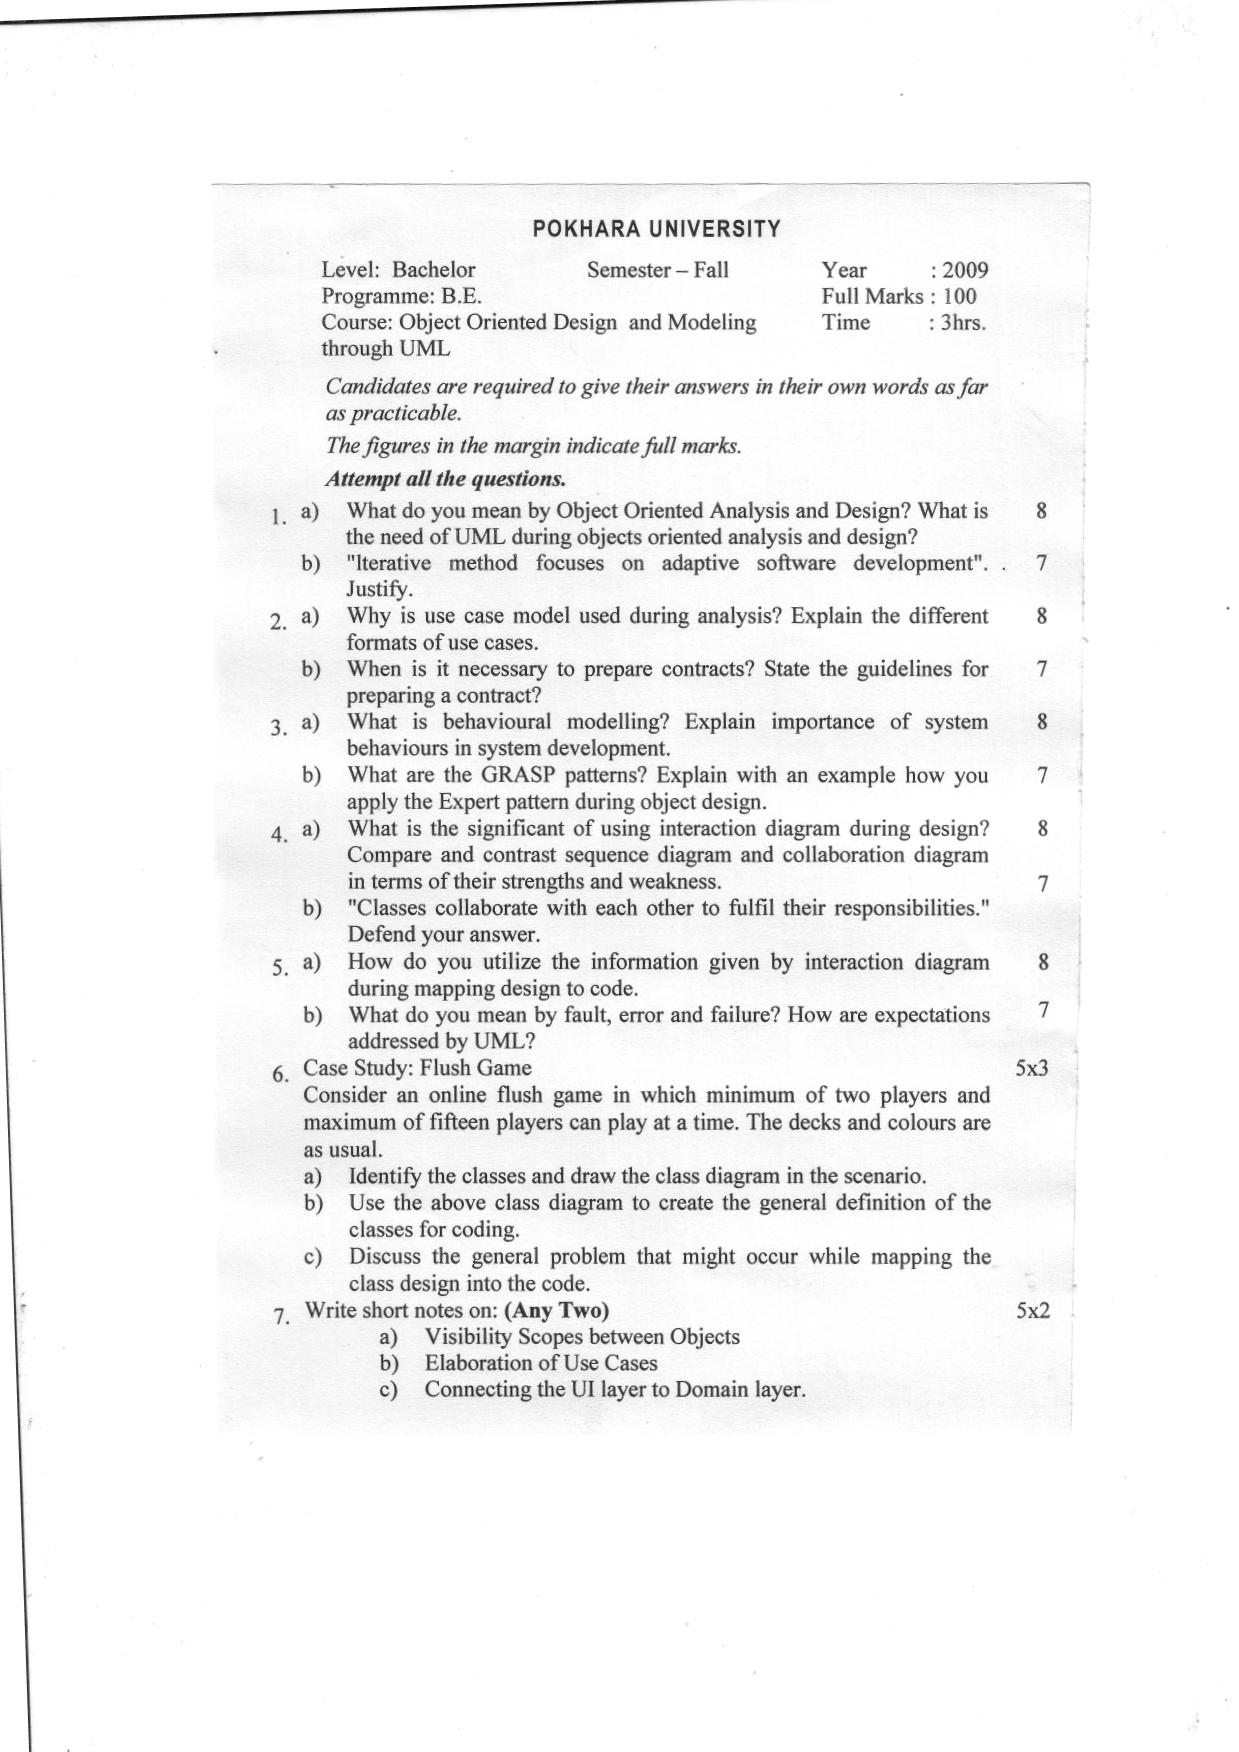 POKHARA UNIVERSITY
Level: Bachelor Semester – Fall Year : 2009
Programme: B.E. Full Marks : 100
Course: Object Oriented Design and Modeling Time : 3hrs.
through UML
Candidates are required to give their answers in their own words as far
as practicable.
The figures in the margin indicate full marks.
Attempt all the questions.
1. a) What do you mean by Object Oriented Analysis and Design? What is 8
the need of UML during objects oriented analysis and design?
b) "Iterative method focuses on adaptive software development". . 7
Justify.
2. a) Why is use case model used during analysis? Explain the different 8
formats of use cases.
b) When is it necessary to prepare contracts? State the guidelines for 7
preparing a contract?
3. a) What is behavioural modelling? Explain importance of system 8
behaviours in system development.
b) What are the GRASP patterns? Explain with an example how you 7
apply the Expert pattern during object design.
4. a) What is the significant of using interaction diagram during design? 8
Compare and contrast sequence diagram and collaboration diagram
in terms of their strengths and weakness. 7
b) "Classes collaborate with each other to fulfil their responsibilities."
Defend your answer.
5. a) How do you utilize the information given by interaction diagram 8
during mapping design to code.
b) What do you mean by fault, error and failure? How are expectations 7
addressed by UML?
6. Case Study: Flush Game 5x3
Consider an online flush game in which minimum of two players and
maximum of fifteen players can play at a time. The decks and colours are
as usual.
a) Identify the classes and draw the class diagram in the scenario.
b) Use the above class diagram to create the general definition of the
classes for coding.
c) Discuss the general problem that might occur while mapping the
class design into the code.
7. Write short notes on: (Any Two) 5x2
a) Visibility Scopes between Objects
b) Elaboration of Use Cases
c) Connecting the UI layer to Domain layer.